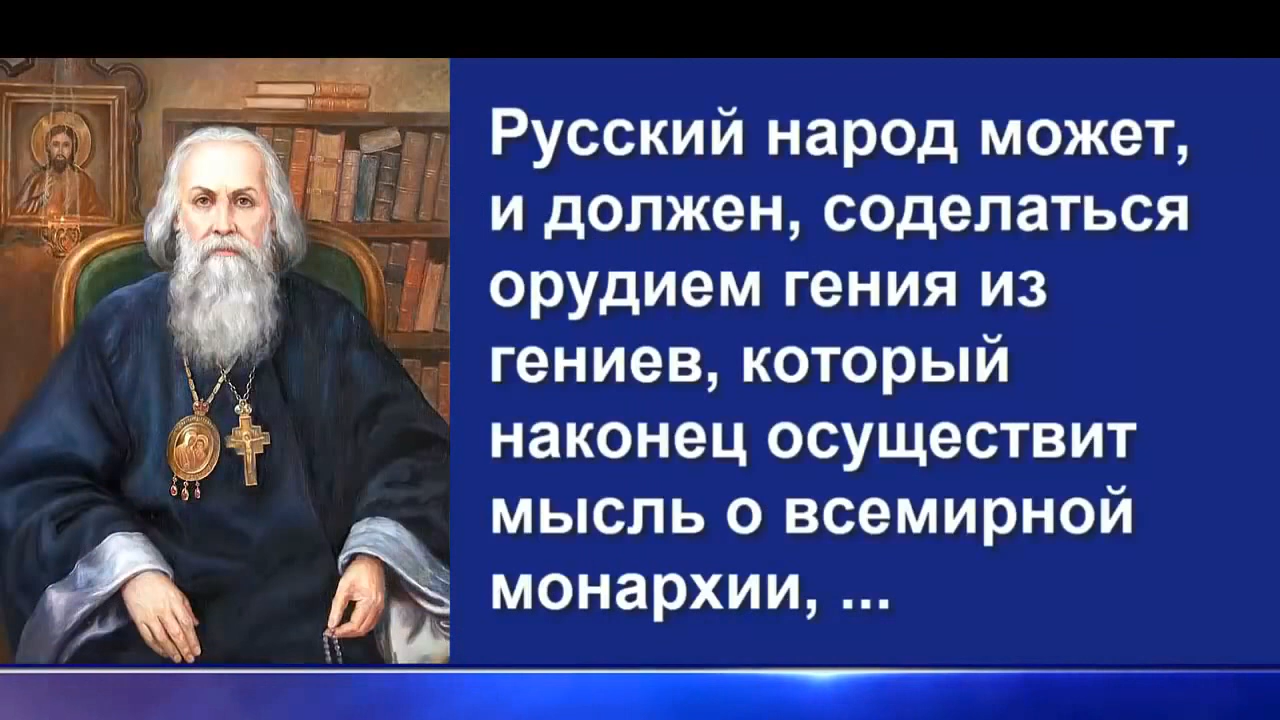 Русский народ может,
и должен, соделаться
орудием гения из
гениев, который
наконец осуществит
мысль о всемирной
монархии, ...